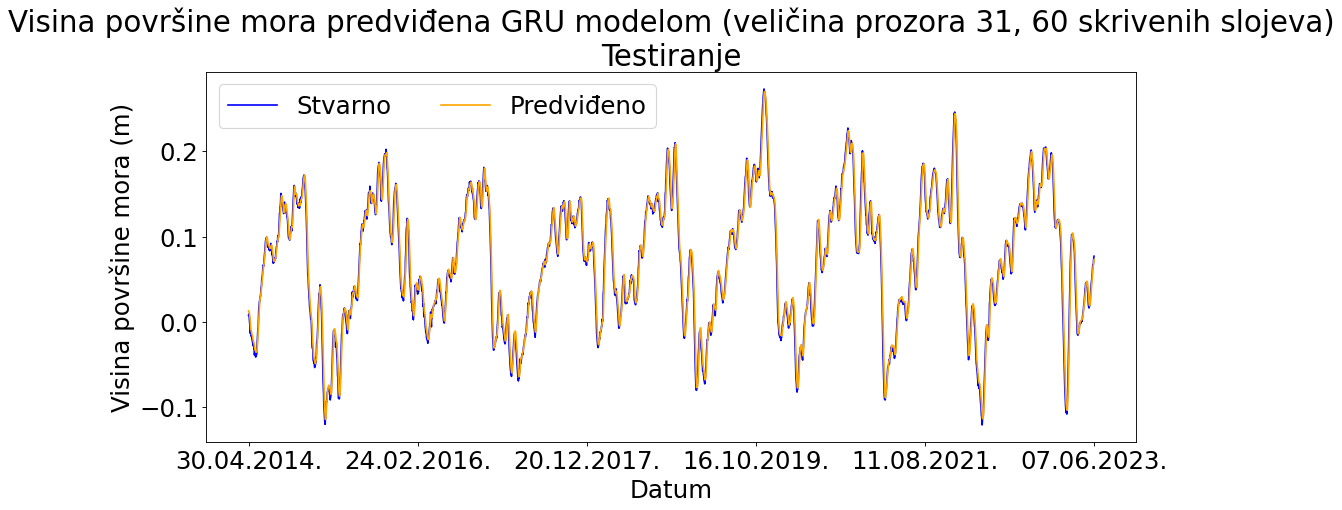 Visina površine mora predviđena GRU modelom (veličina prozora 31, 60 skrivenih slojeva)
Testiranje
Stvarno
Predviđeno
Visina površine mora (m)
0.2
0.1
0.0
−0.1
30.04.2014.
24.02.2016.
20.12.2017.
16.10.2019.
11.08.2021.
07.06.2023.
Datum